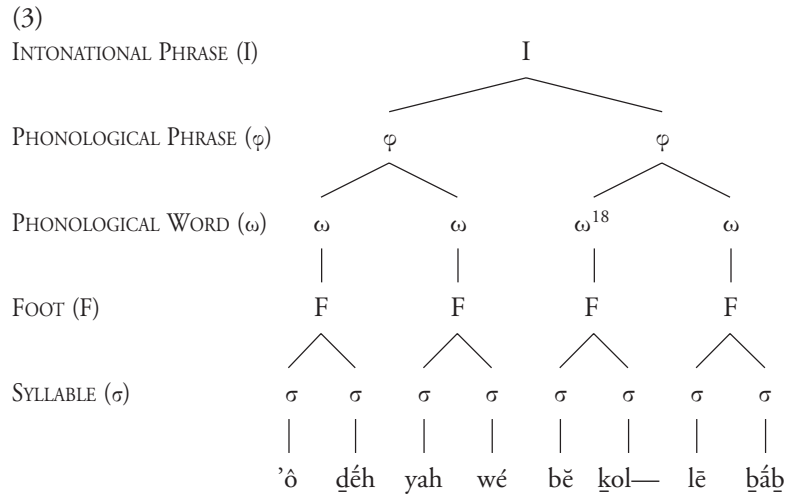 (3)
INTONATIONAL PHRASE (I) I
PHONOLOGICAL PHRASE (φ) φ φ
PHONOLOGICAL WORD (ω) ω ω ω18 ω
FOOT (F) F F F F
SYLLABLE (σ) σ σ σ σ σ σ σ σ
’ô ḏḗh yah wé bĕ ḵol— lē ḇā́ḇ